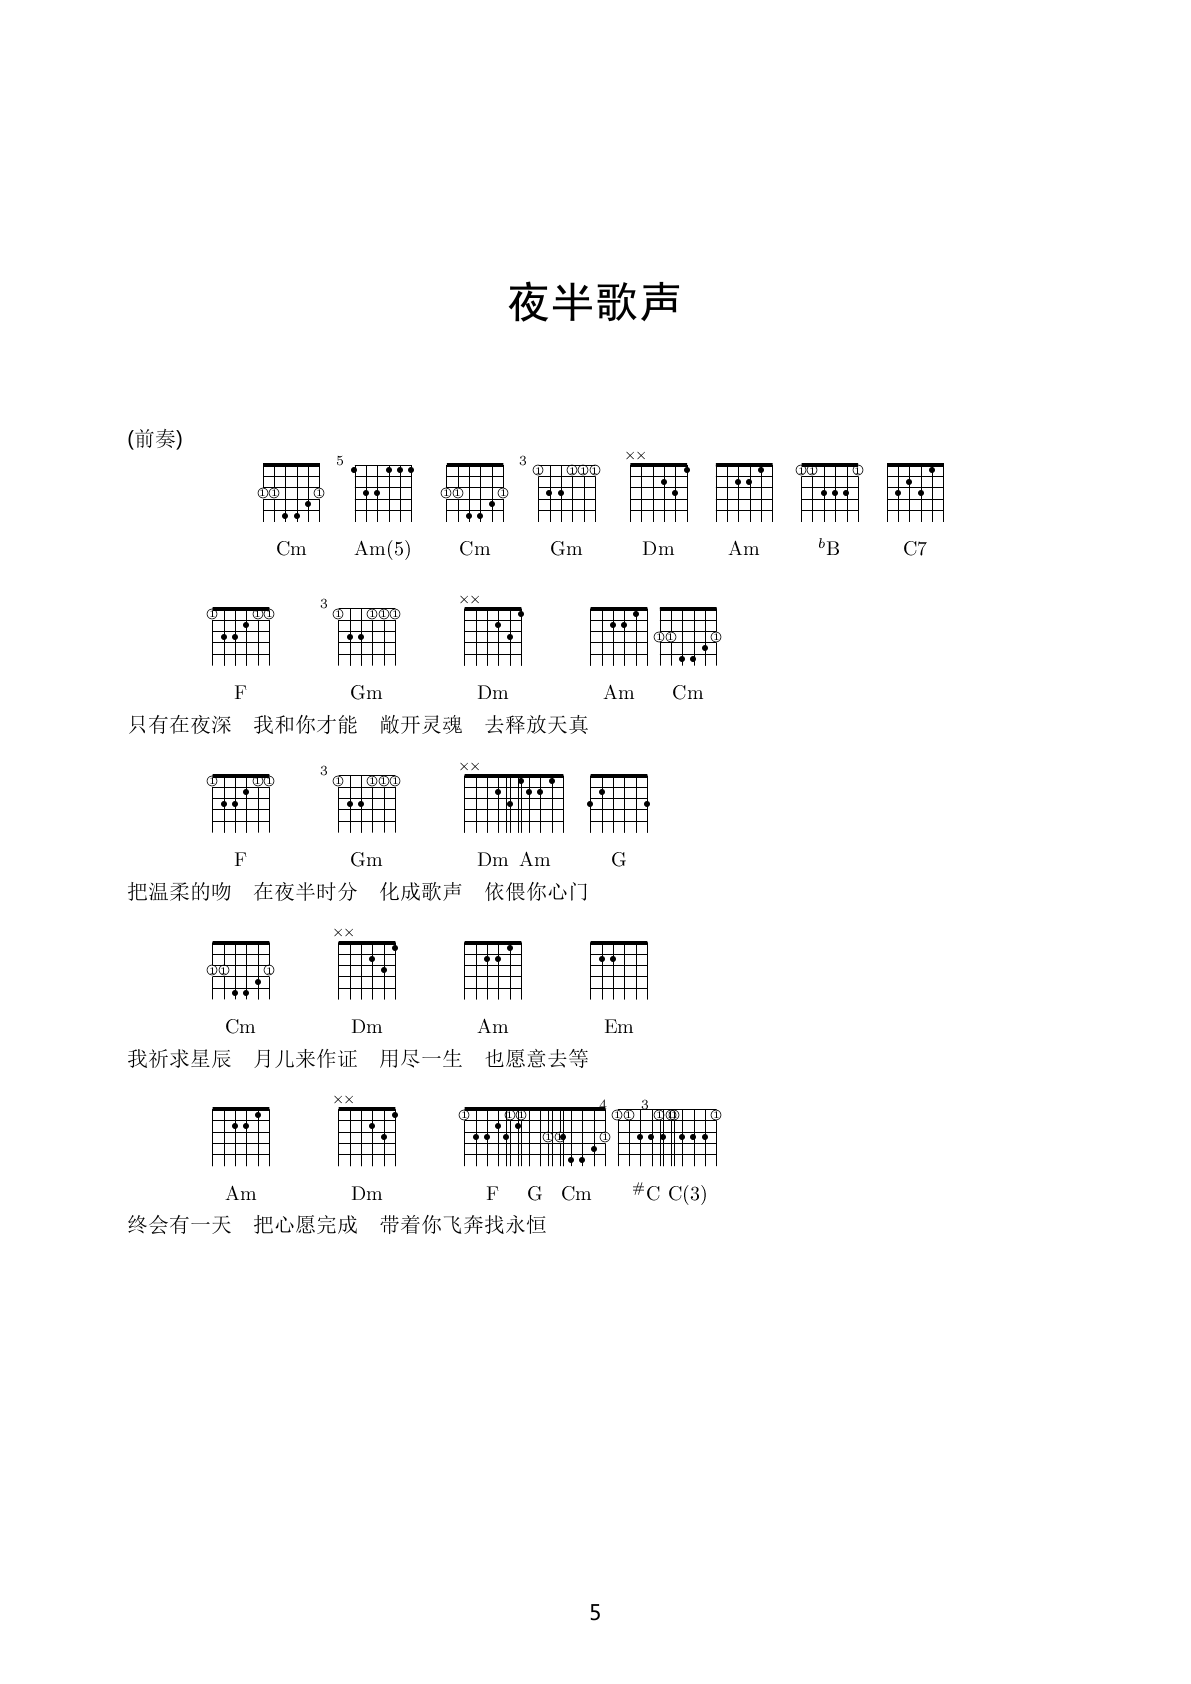 夜半歌声
(前奏)
5 3 ××
Cm Am(5) Cm Gm Dm Am bB C7
3 ××
F Gm Dm Am Cm
只有在夜深 我和你才能 敞开灵魂 去释放天真
3 ××
F Gm Dm Am G
把温柔的吻 在夜半时分 化成歌声 依偎你心门
××
Cm Dm Am Em
我祈求星辰 月儿来作证 用尽一生 也愿意去等
×× 4 3
Am Dm F G Cm #C C(3)
终会有一天 把心愿完成 带着你飞奔找永恒
5